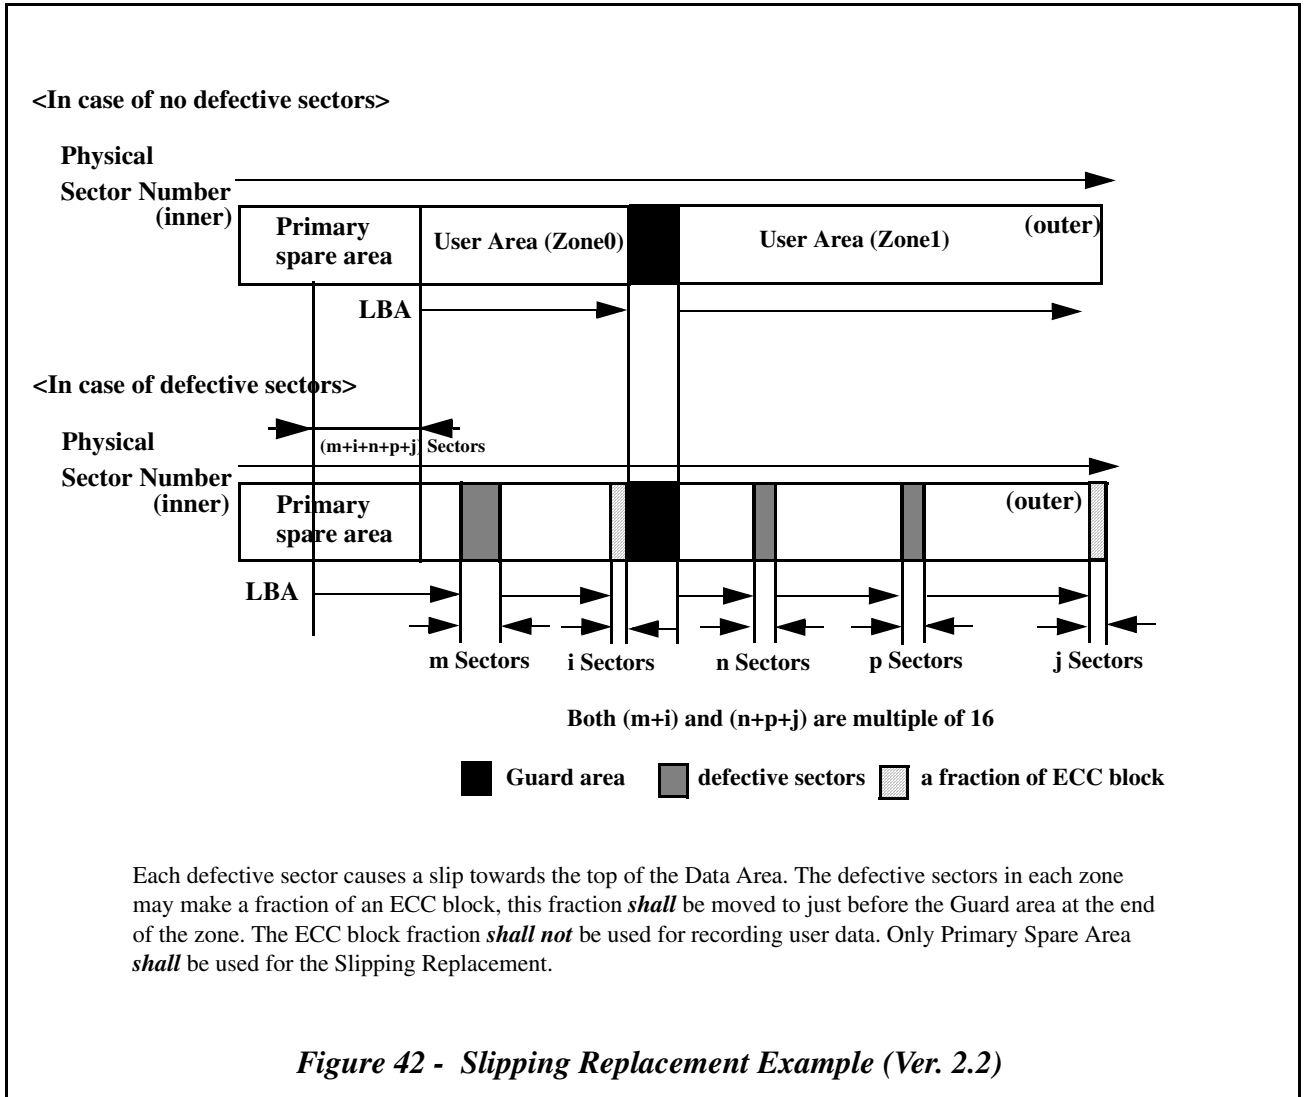 <In case of no defective sectors>
Physical
Sector Number
(inner)
Primary
spare area
User Area (Zone0)
User Area (Zone1)
(outer)
LBA
<In case of defective sectors>
Physical
(m+i+n+p+j) Sectors
Sector Number
(inner)
Primary
spare area
(outer)
LBA
m Sectors
i Sectors
n Sectors
p Sectors
j Sectors
Both (m+i) and (n+p+j) are multiple of 16
Guard area
defective sectors
a fraction of ECC block
Each defective sector causes a slip towards the top of the Data Area. The defective sectors in each zone
may make a fraction of an ECC block, this fraction shall be moved to just before the Guard area at the end
of the zone. The ECC block fraction shall not be used for recording user data. Only Primary Spare Area
shall be used for the Slipping Replacement.
Figure 42 - Slipping Replacement Example (Ver. 2.2)